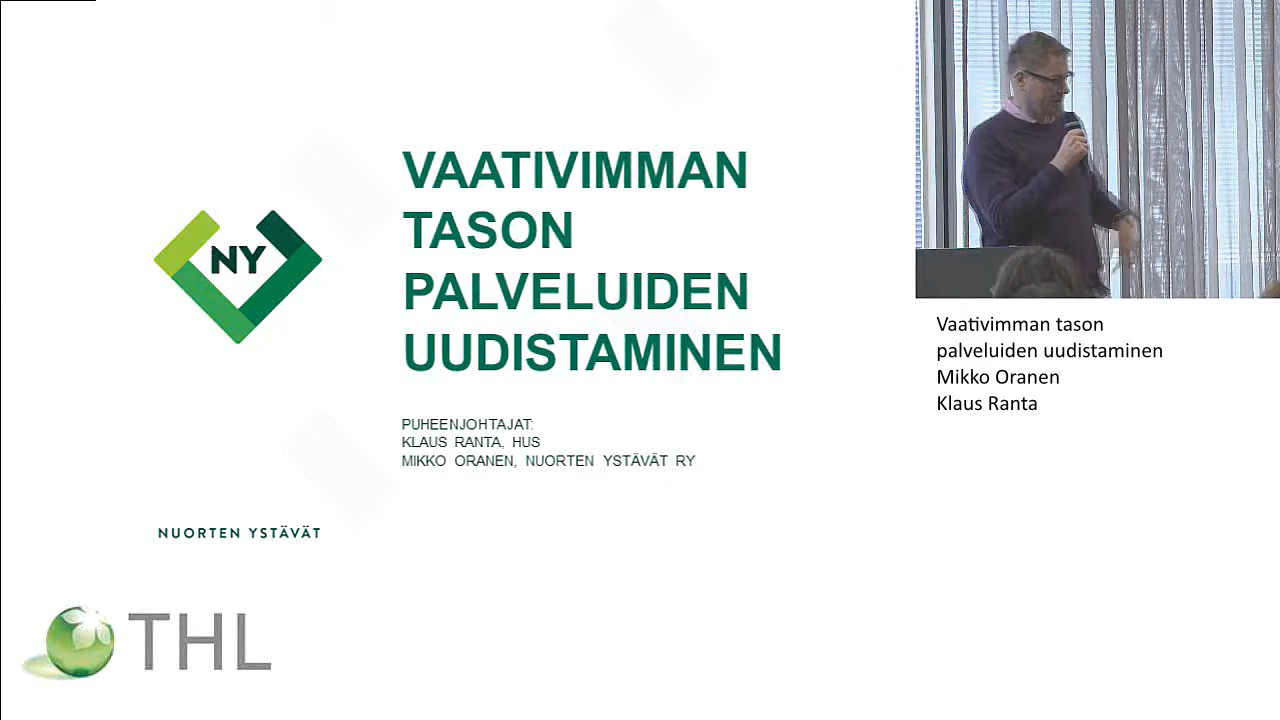 NY
VAATIVIMMAN
TASON
PALVELUIDEN
UUDISTAMINEN
PUHEENJOHTAJAT:
KLAUS RANTA, HUS
MIKKO ORANEN, NUORTEN YSTÄVÄT RY
NUORTEN YSTÄVÄT
THL
Vaativimman tason
palveluiden uudistaminen
Mikko Oranen
Klaus Ranta